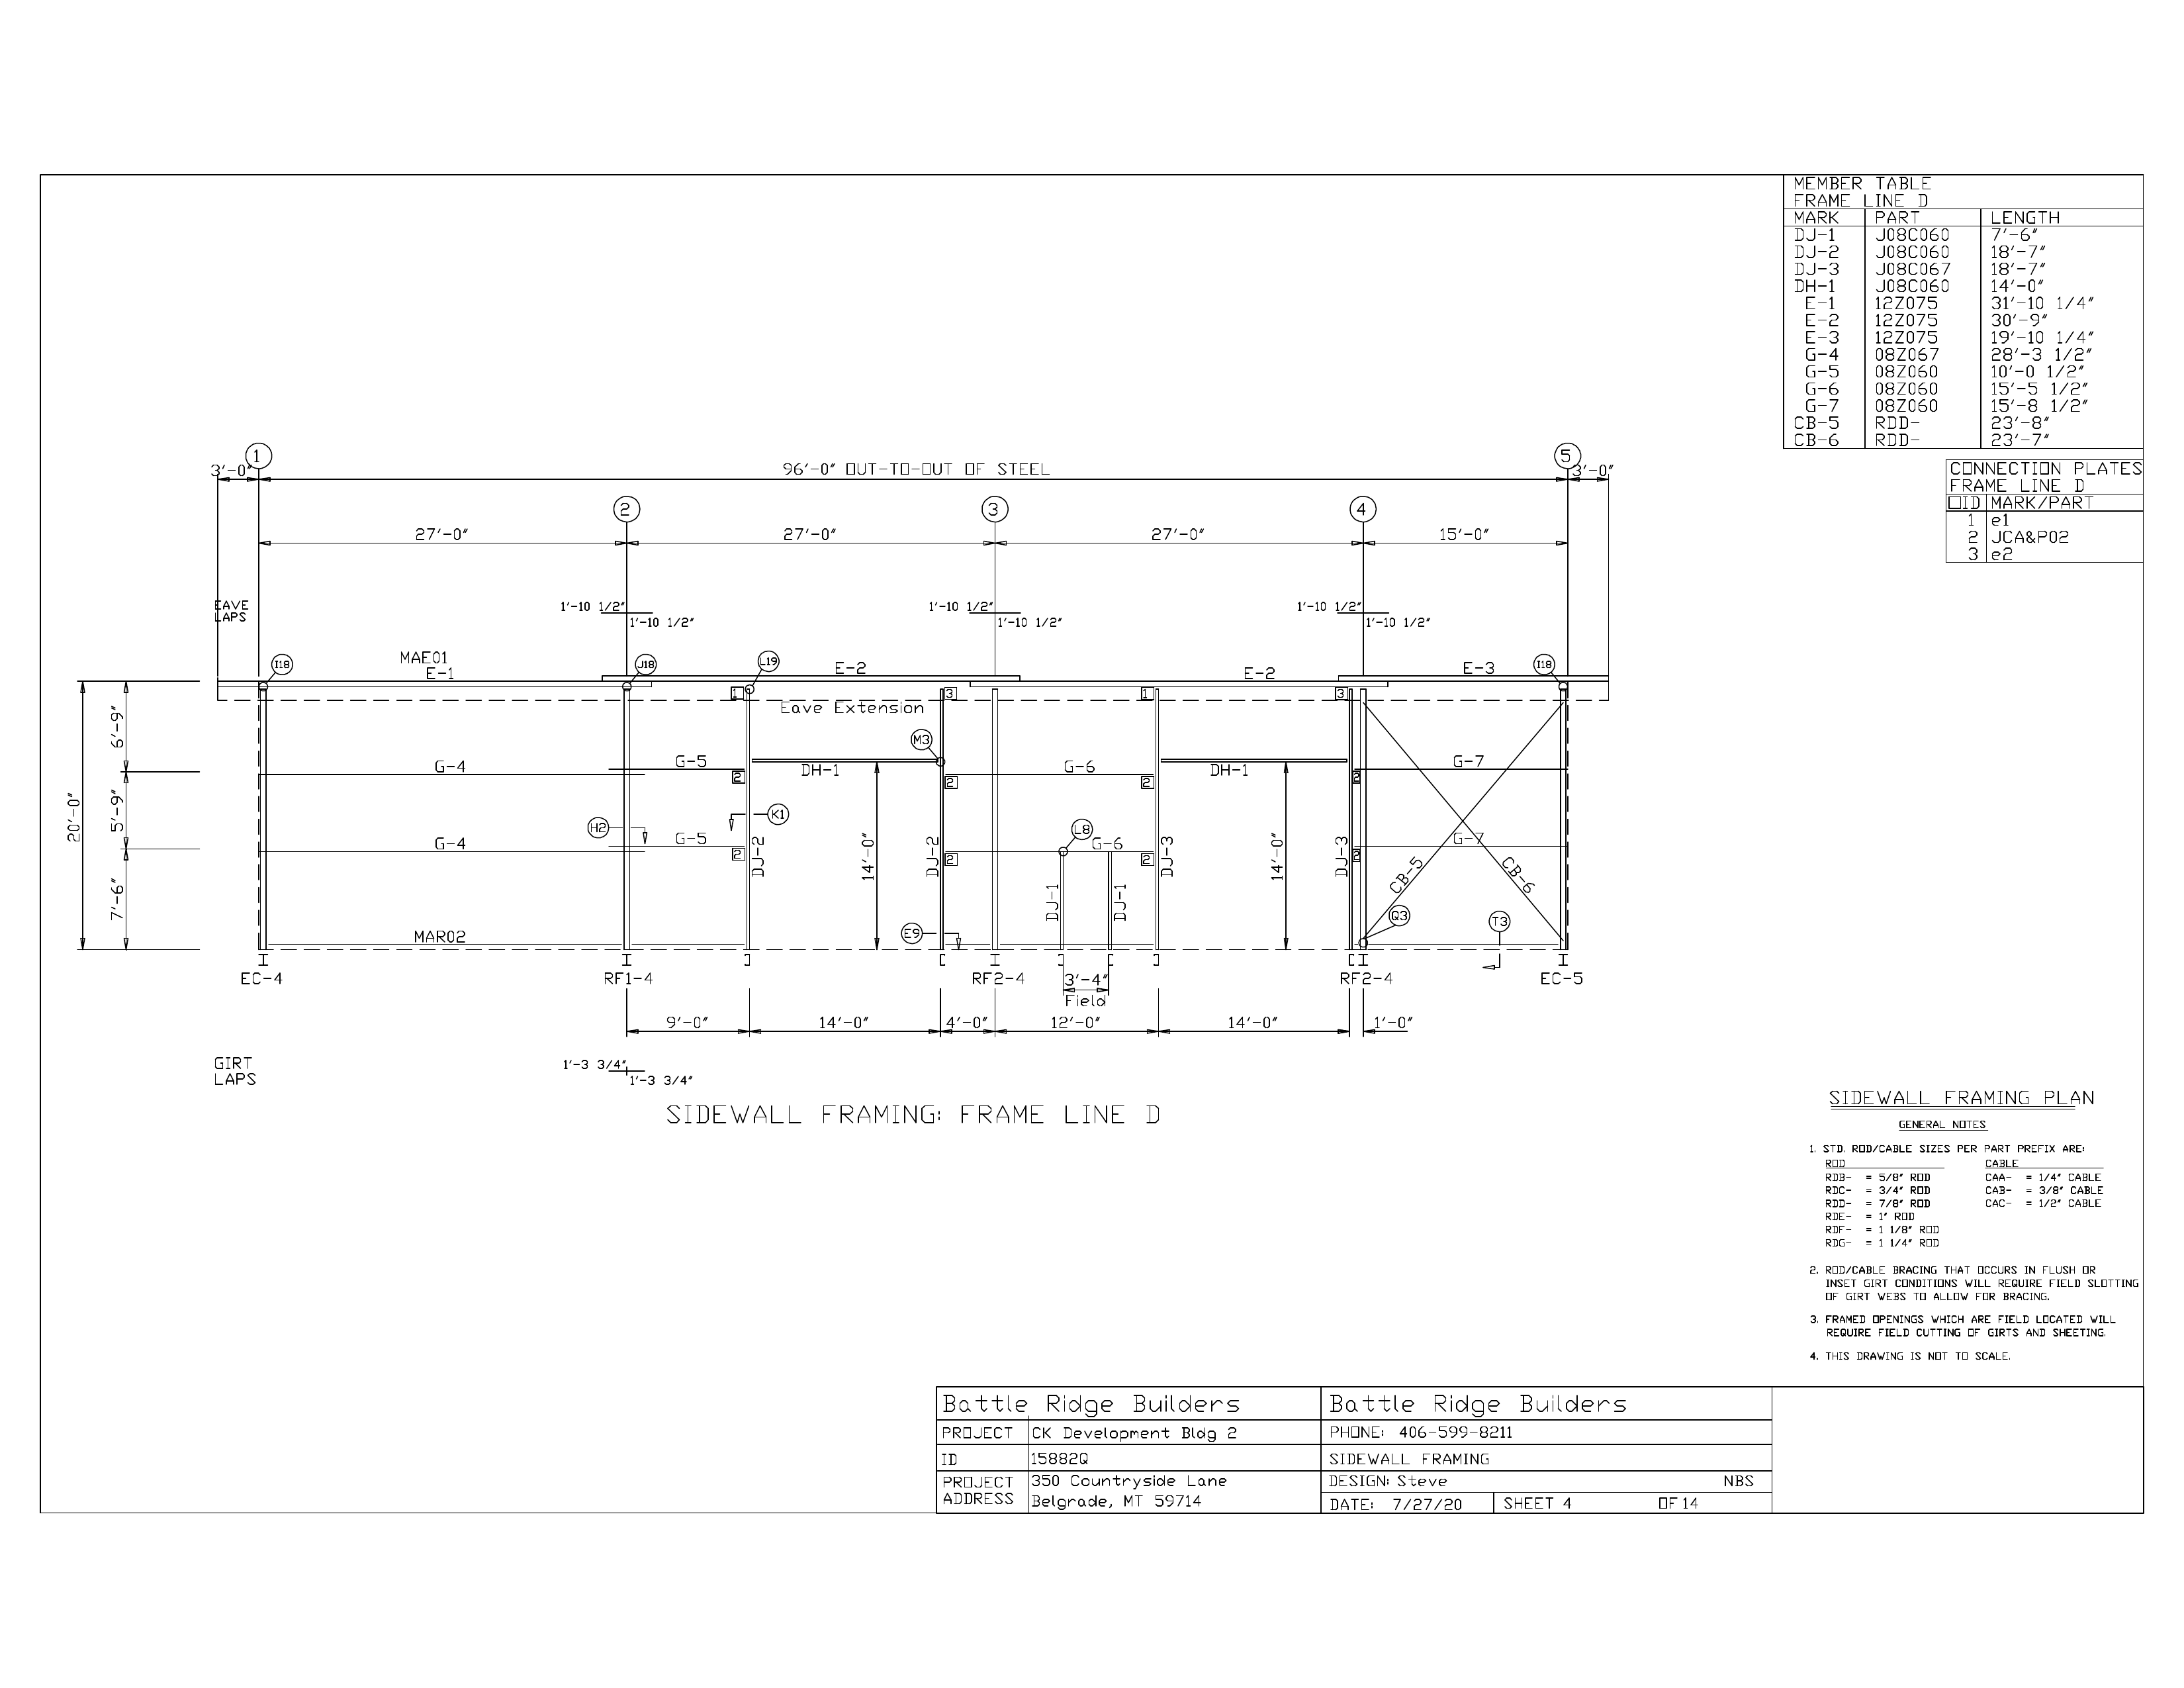 MEMBER TABLE
FRAME LINE D
MARK PART LENGTH
DJ-1 J08C060 7'-6"
DJ-2 J08C060 18'-7"
DJ-3 J08C067 18'-7"
DH-1 J08C060 14'-0"
E-1 12Z075 31'-10 1/4"
E-2 12Z075 30'-9"
E-3 12Z075 19'-10 1/4"
G-4 08Z067 28'-3 1/2"
G-5 08Z060 10'-0 1/2"
G-6 08Z060 15'-5 1/2"
G-7 08Z060 15'-8 1/2"
CB-5 RDD- 23'-8"
CB-6 RDD- 23'-7"
CONNECTION PLATES
FRAME LINE D
□ID MARK/PART
1 e1
2 JCA&P02
3 e2
1 5
3'-0" 96'-0" OUT-TO-OUT OF STEEL 3'-0"
2 3 4
27'-0" 27'-0" 27'-0" 15'-0"
EAVE
LAPS
1'-10 1/2" 1'-10 1/2" 1'-10 1/2"
1'-10 1/2" 1'-10 1/2" 1'-10 1/2"
I18 MAE01 J18 L19 I18
E-1 E-2 E-2 E-3
1 3 1 3
Eave Extension
6'-9"
M3
G-4 G-5 DH-1 G-6 DH-1 G-7
2 2 2 2
20'-0" 5'-9"
H2 K1 L8
G-4 G-5 G-6 G-7
2 2 2 2
DJ-2 14'-0" DJ-2 DJ-3 14'-0" DJ-3
CB-5 CB-6
7'-6" DJ-1 DJ-1
MAR02 E9 Q3 T3
EC-4 RF1-4 RF2-4 3'-4" RF2-4 EC-5
Field
9'-0" 14'-0" 4'-0" 12'-0" 14'-0" 1'-0"
GIRT
LAPS
1'-3 3/4"
1'-3 3/4"
SIDEWALL FRAMING: FRAME LINE D
SIDEWALL FRAMING PLAN
GENERAL NOTES
1. STD. ROD/CABLE SIZES PER PART PREFIX ARE:
ROD CABLE
RDB- = 5/8" ROD CAA- = 1/4" CABLE
RDC- = 3/4" ROD CAB- = 3/8" CABLE
RDD- = 7/8" ROD CAC- = 1/2" CABLE
RDE- = 1" ROD
RDF- = 1 1/8" ROD
RDG- = 1 1/4" ROD
2. ROD/CABLE BRACING THAT OCCURS IN FLUSH OR
INSET GIRT CONDITIONS WILL REQUIRE FIELD SLOTTING
OF GIRT WEBS TO ALLOW FOR BRACING.
3. FRAMED OPENINGS WHICH ARE FIELD LOCATED WILL
REQUIRE FIELD CUTTING OF GIRTS AND SHEETING.
4. THIS DRAWING IS NOT TO SCALE.
Battle Ridge Builders Battle Ridge Builders
PROJECT CK Development Bldg 2 PHONE: 406-599-8211
ID 15882Q SIDEWALL FRAMING
PROJECT 350 Countryside Lane DESIGN: Steve NBS
ADDRESS Belgrade, MT 59714 DATE: 7/27/20 SHEET 4 OF 14